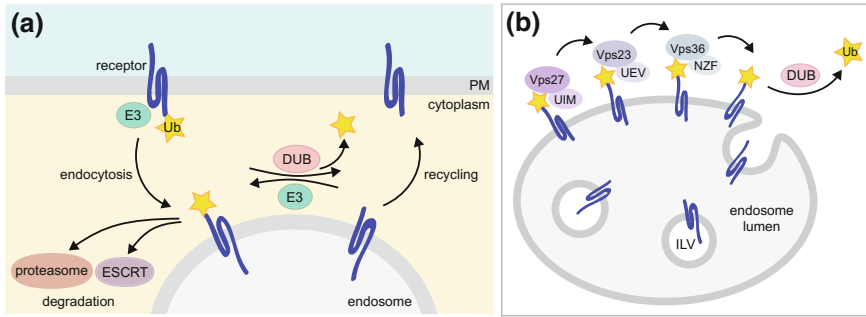 (a)
receptor
PM
cytoplasm
E3
Ub
endocytosis
DUB
E3
recycling
proteasome
ESCRT
degradation
endosome
(b)
Vps27
UIM
Vps23
UEV
Vps36
NZF
DUB
Ub
endosome
lumen
ILV